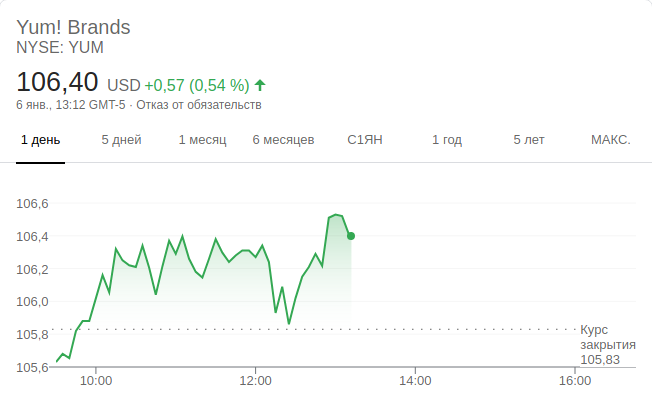 Yum! Brands
NYSE: YUM
106,40 USD +0,57 (0,54 %)
6 янв., 13:12 GMT-5 · Отказ от обязательств
1 день 5 дней 1 месяц 6 месяцев С1ЯН 1 год 5 лет МАКС.
106,6
106,4
106,2
106,0
105,8
105,6
Курс
закрытия
105,83
10:00 12:00 14:00 16:00